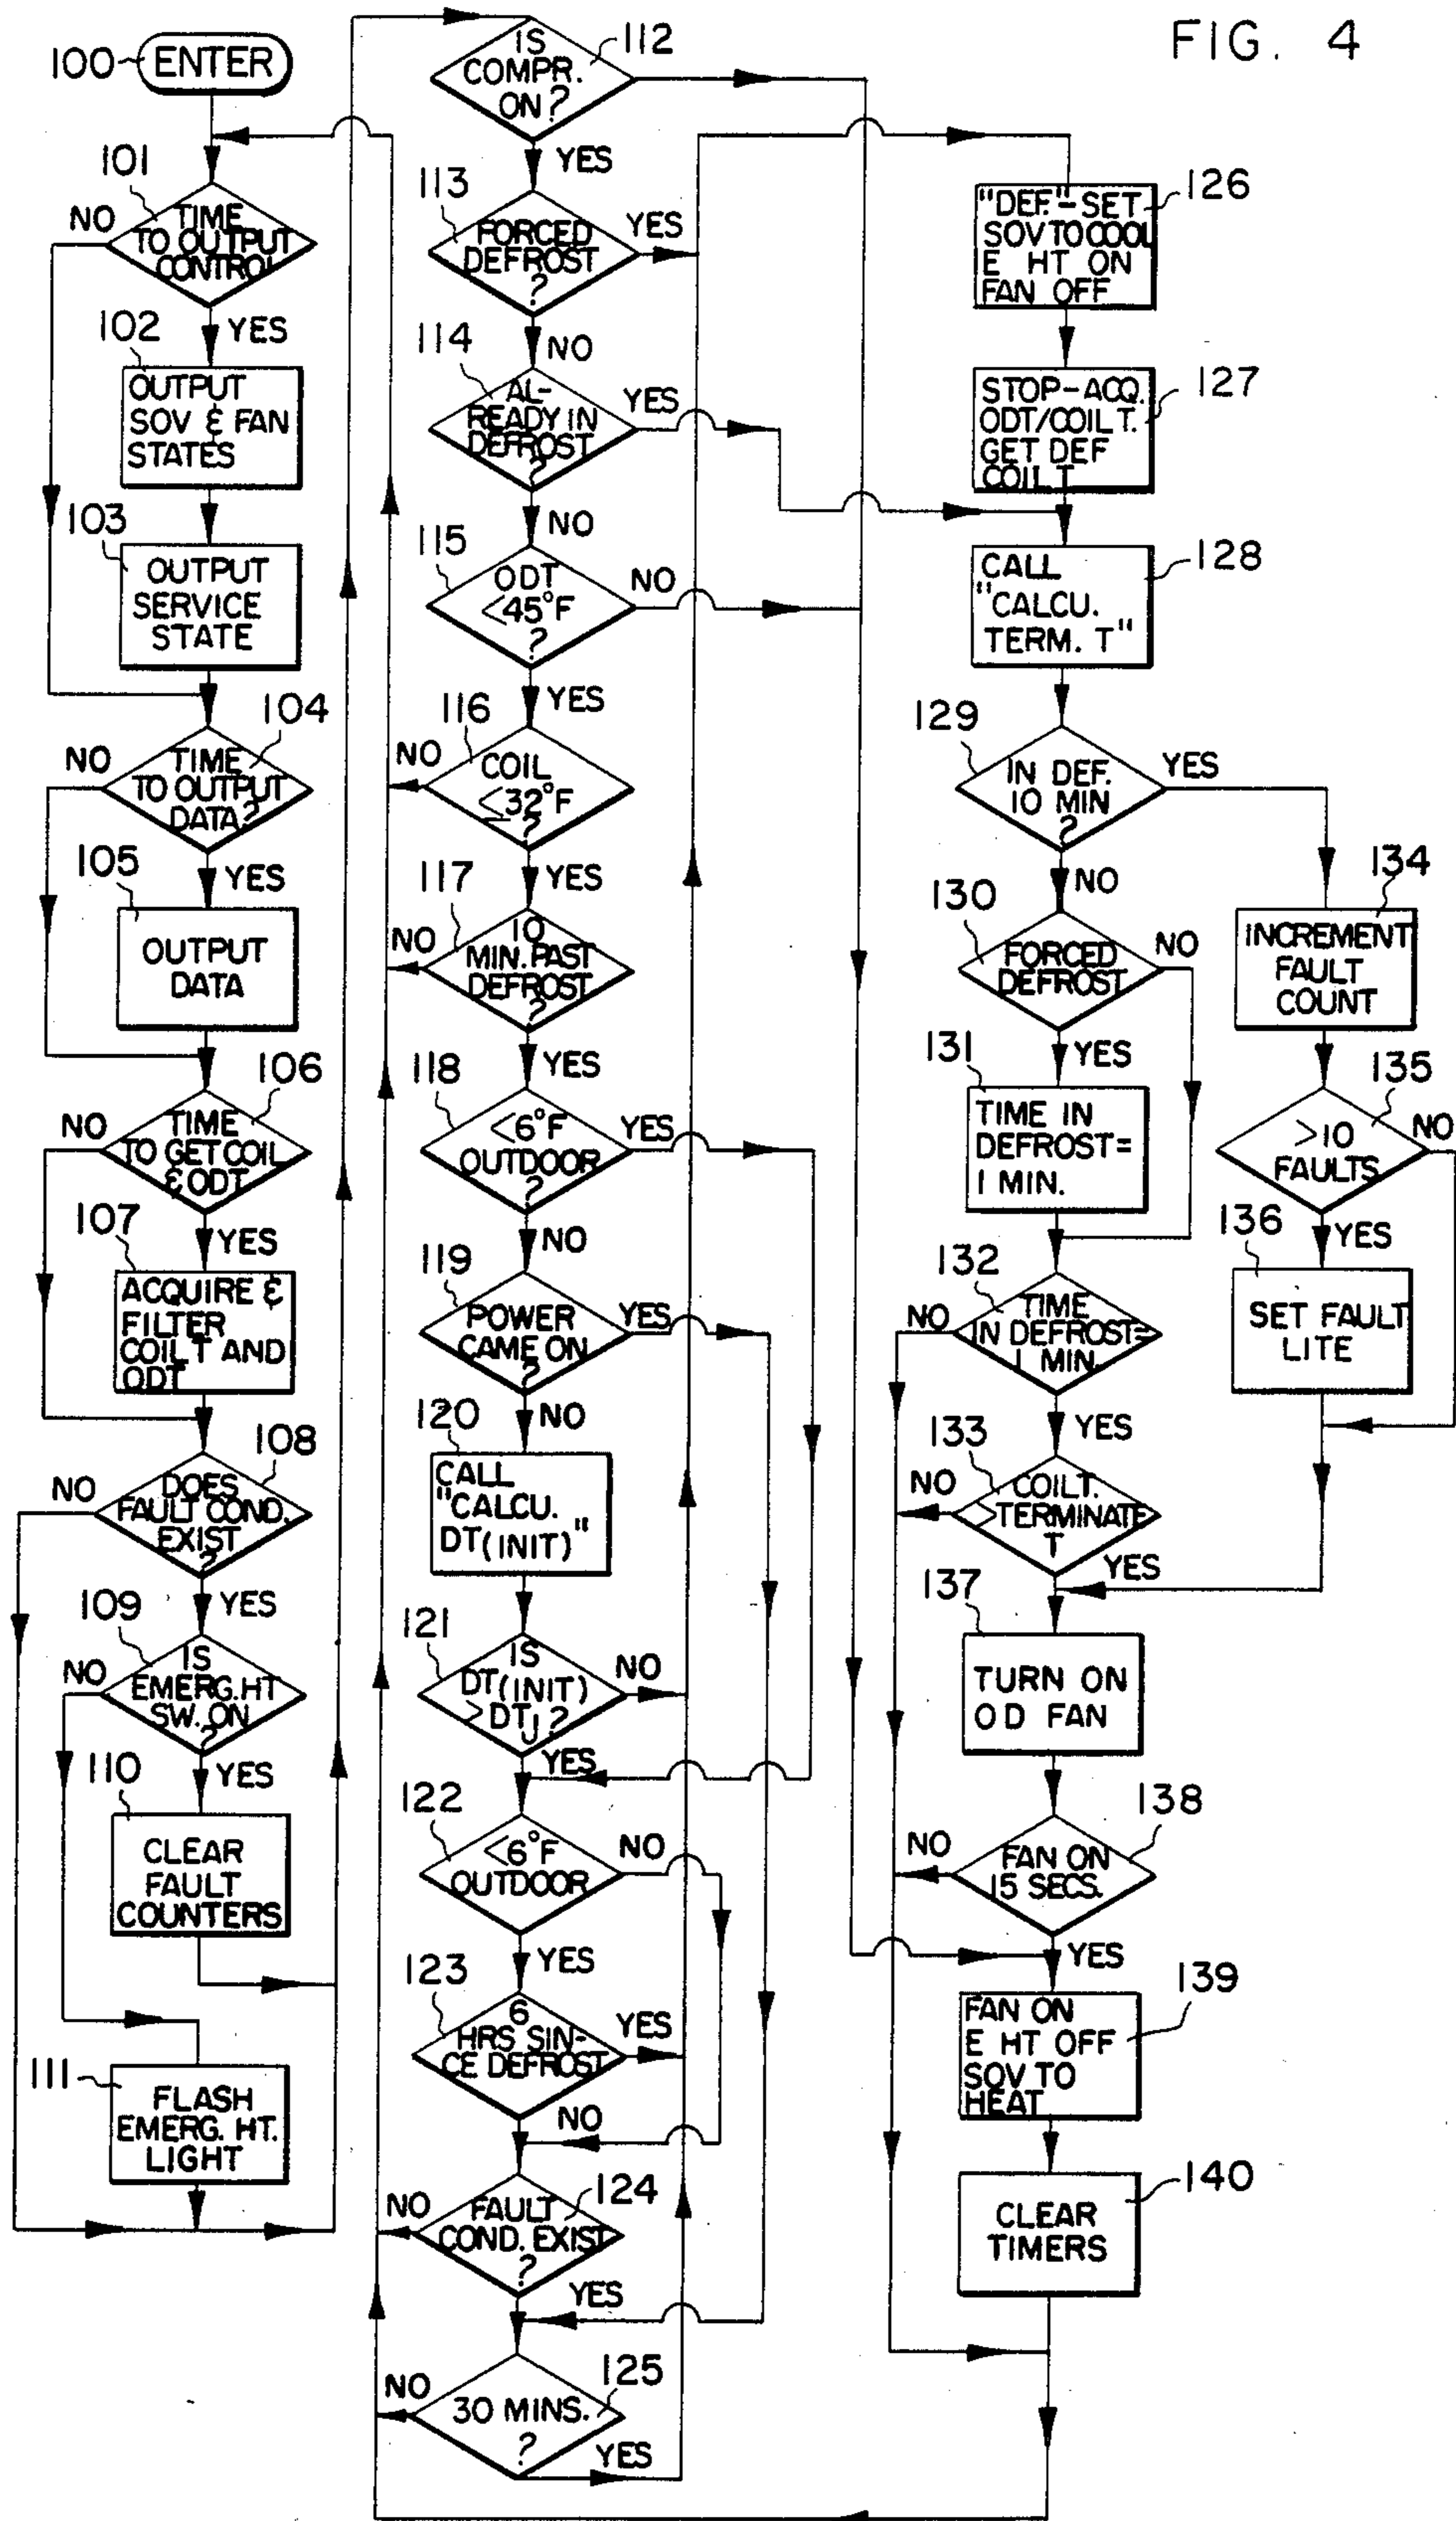 FIG. 4
100
ENTER
101
TIME
TO OUTPUT
CONTROL
NO
YES
102
OUTPUT
SOV & FAN
STATES
103
OUTPUT
SERVICE
STATE
104
TIME
TO OUTPUT
DATA?
NO
YES
105
OUTPUT
DATA
106
TIME
TO GET COIL
& ODT
NO
YES
107
ACQUIRE &
FILTER
COIL T AND
ODT
108
DOES
FAULT COND.
EXIST
?
NO
YES
109
IS
EMERG. HT
SW. ON
?
NO
YES
110
CLEAR
FAULT
COUNTERS
111
FLASH
EMERG. HT.
LIGHT
112
IS
COMPR.
ON?
YES
113
FORCED
DEFROST
?
YES
NO
114
AL-
READY IN
DEFROST
?
YES
NO
115
ODT
<45°F
?
NO
YES
116
COIL
≤32°F
?
NO
YES
117
10
MIN. PAST
DEFROST
?
NO
YES
118
<6°F
OUTDOOR
?
YES
NO
119
POWER
CAME ON
?
YES
NO
120
CALL
"CALCU.
DT(INIT)"
121
IS
DT(INIT)
>DTJ?
NO
YES
122
<6°F
OUTDOOR
NO
YES
123
6
HRS SIN-
CE DEFROST
YES
NO
124
FAULT
COND. EXIST
?
NO
YES
125
30 MINS.
?
NO
YES
126
"DEF."-SET
SOV TO COOL
E HT ON
FAN OFF
127
STOP-ACQ.
ODT/COIL T.
GET DEF
COIL T
128
CALL
"CALCU.
TERM. T"
129
IN DEF.
10 MIN
?
YES
NO
130
FORCED
DEFROST
NO
YES
131
TIME IN
DEFROST=
1 MIN.
132
TIME
IN DEFROST=
1 MIN.
NO
YES
133
COIL T.
>TERMINATE
T
NO
YES
134
INCREMENT
FAULT
COUNT
135
>10
FAULTS
NO
YES
136
SET FAULT
LITE
137
TURN ON
OD FAN
138
FAN ON
15 SECS.
NO
YES
139
FAN ON
E HT OFF
SOV TO
HEAT
140
CLEAR
TIMERS